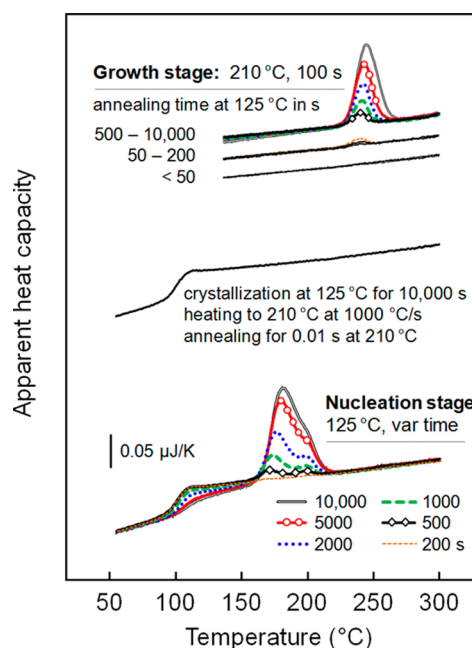 Growth stage: 210 °C, 100 s
annealing time at 125 °C in s
500 – 10,000
50 – 200
< 50
Apparent heat capacity
crystallization at 125 °C for 10,000 s
heating to 210 °C at 1000 °C/s
annealing for 0.01 s at 210 °C
Nucleation stage
125 °C, var time
0.05 µJ/K
10,000 1000
5000 500
2000 200 s
50 100 150 200 250 300
Temperature (°C)